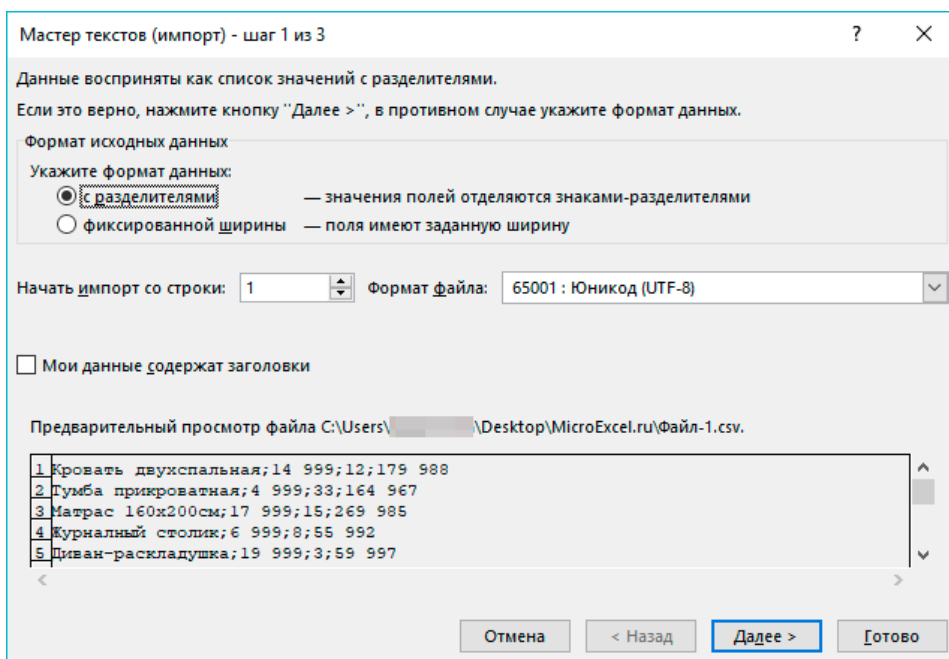 Мастер текстов (импорт) - шаг 1 из 3 ?
Данные восприняты как список значений с разделителями.
Если это верно, нажмите кнопку "Далее >", в противном случае укажите формат данных.
Формат исходных данных
Укажите формат данных:
с разделителями — значения полей отделяются знаками-разделителями
фиксированной ширины — поля имеют заданную ширину
Начать импорт со строки: 1 Формат файла: 65001 : Юникод (UTF-8)
Мои данные содержат заголовки
Предварительный просмотр файла C:\Users\ \Desktop\MicroExcel.ru\Файл-1.csv.
1 Кровать двухспальная;14 999;12;179 988
2 Тумба прикроватная;4 999;33;164 967
3 Матрас 160х200см;17 999;15;269 985
4 Журналный столик;6 999;8;55 992
5 Диван-раскладушка;19 999;3;59 997
Отмена < Назад Далее > Готово